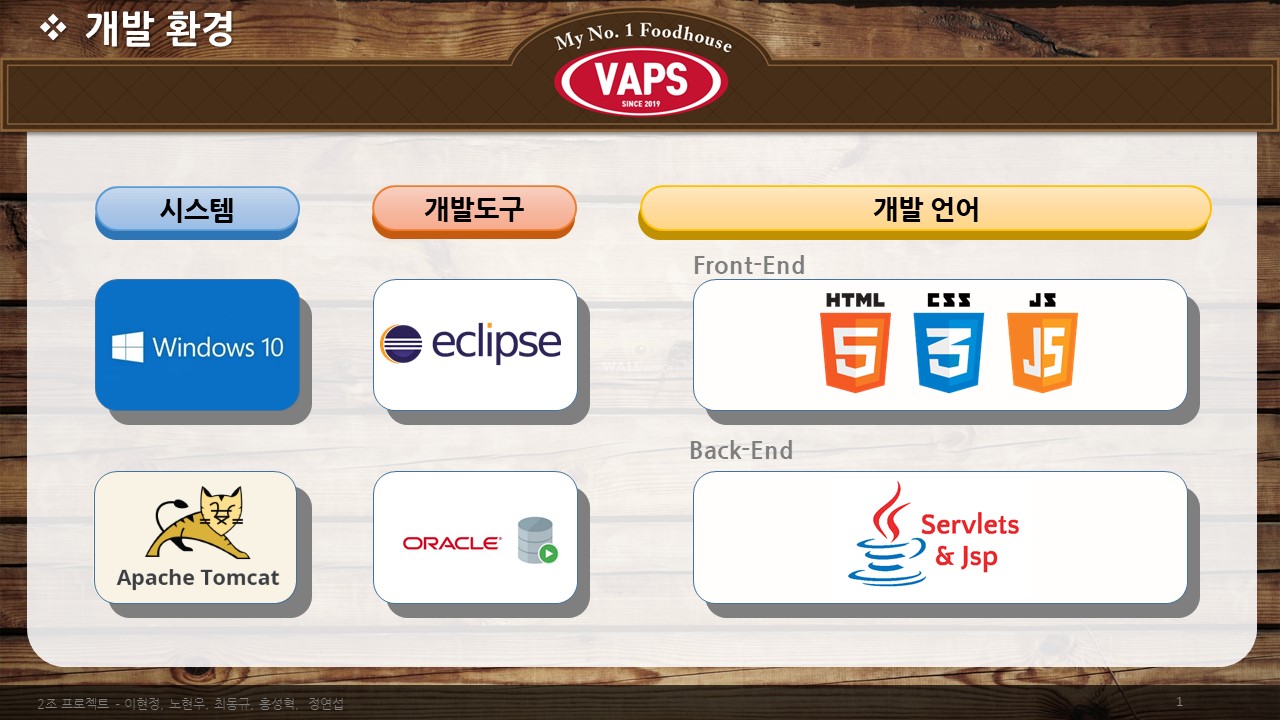 ❖ 개발 환경
My No. 1 Foodhouse
VAPS
SINCE 2019
시스템
개발도구
개발 언어
Front-End
Windows 10
eclipse
HTML CSS JS
5 3 JS
Back-End
Apache Tomcat
ORACLE
Servlets
& Jsp
2조 프로젝트 - 이현정, 노현우, 최동규, 홍성혁, 정연섭
1